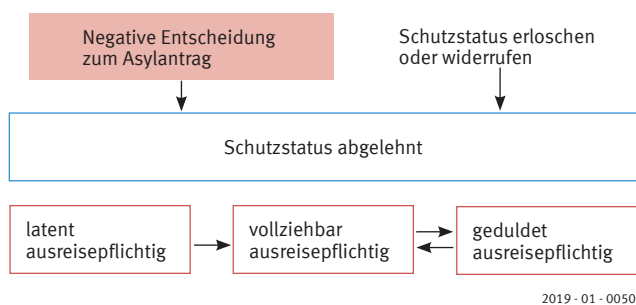 Negative Entscheidung
zum Asylantrag
Schutzstatus erloschen
oder widerrufen
Schutzstatus abgelehnt
latent
ausreisepflichtig
vollziehbar
ausreisepflichtig
geduldet
ausreisepflichtig
2019 - 01 - 0050